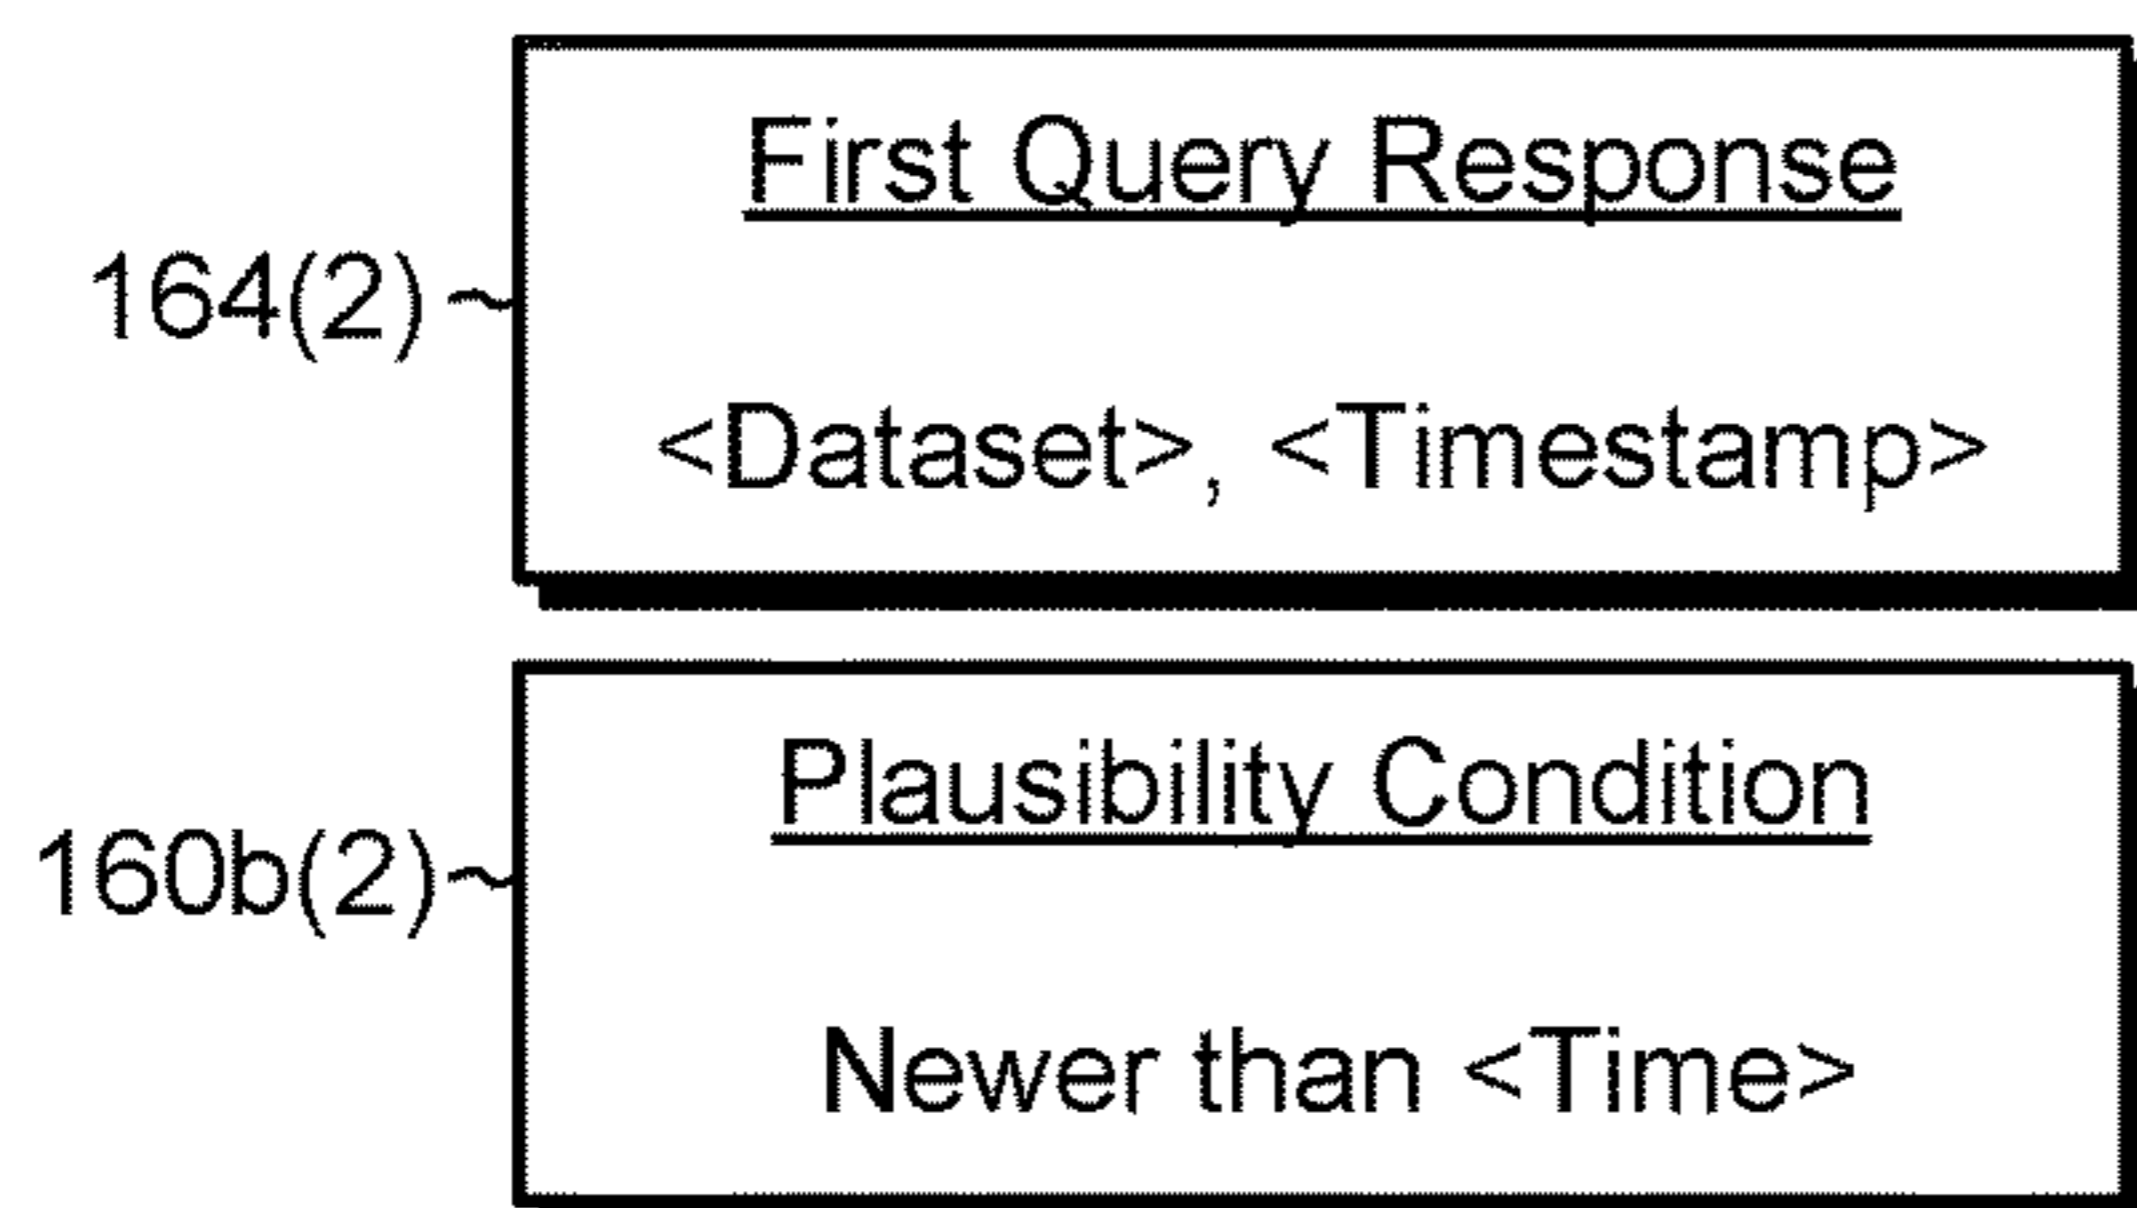 First Query Response
164(2)
<Dataset>, <Timestamp>
Plausibility Condition
160b(2)
Newer than <Time>